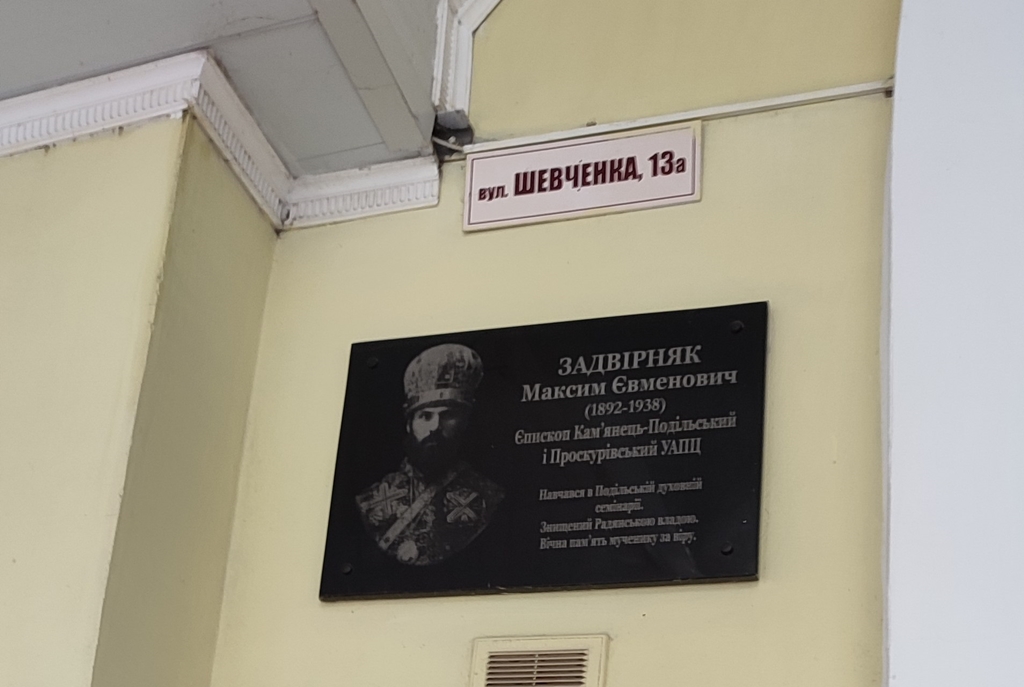 вул. ШЕВЧЕНКА, 13а
ЗАДВІРНЯК
Максим Євменович
(1892-1938)
Єпископ Кам'янець-Подільський
і Проскурівський УАПЦ
Навчався в Подільській духовній
семінарії.
Знищений Радянською владою.
Вічна пам'ять мученику за віру.